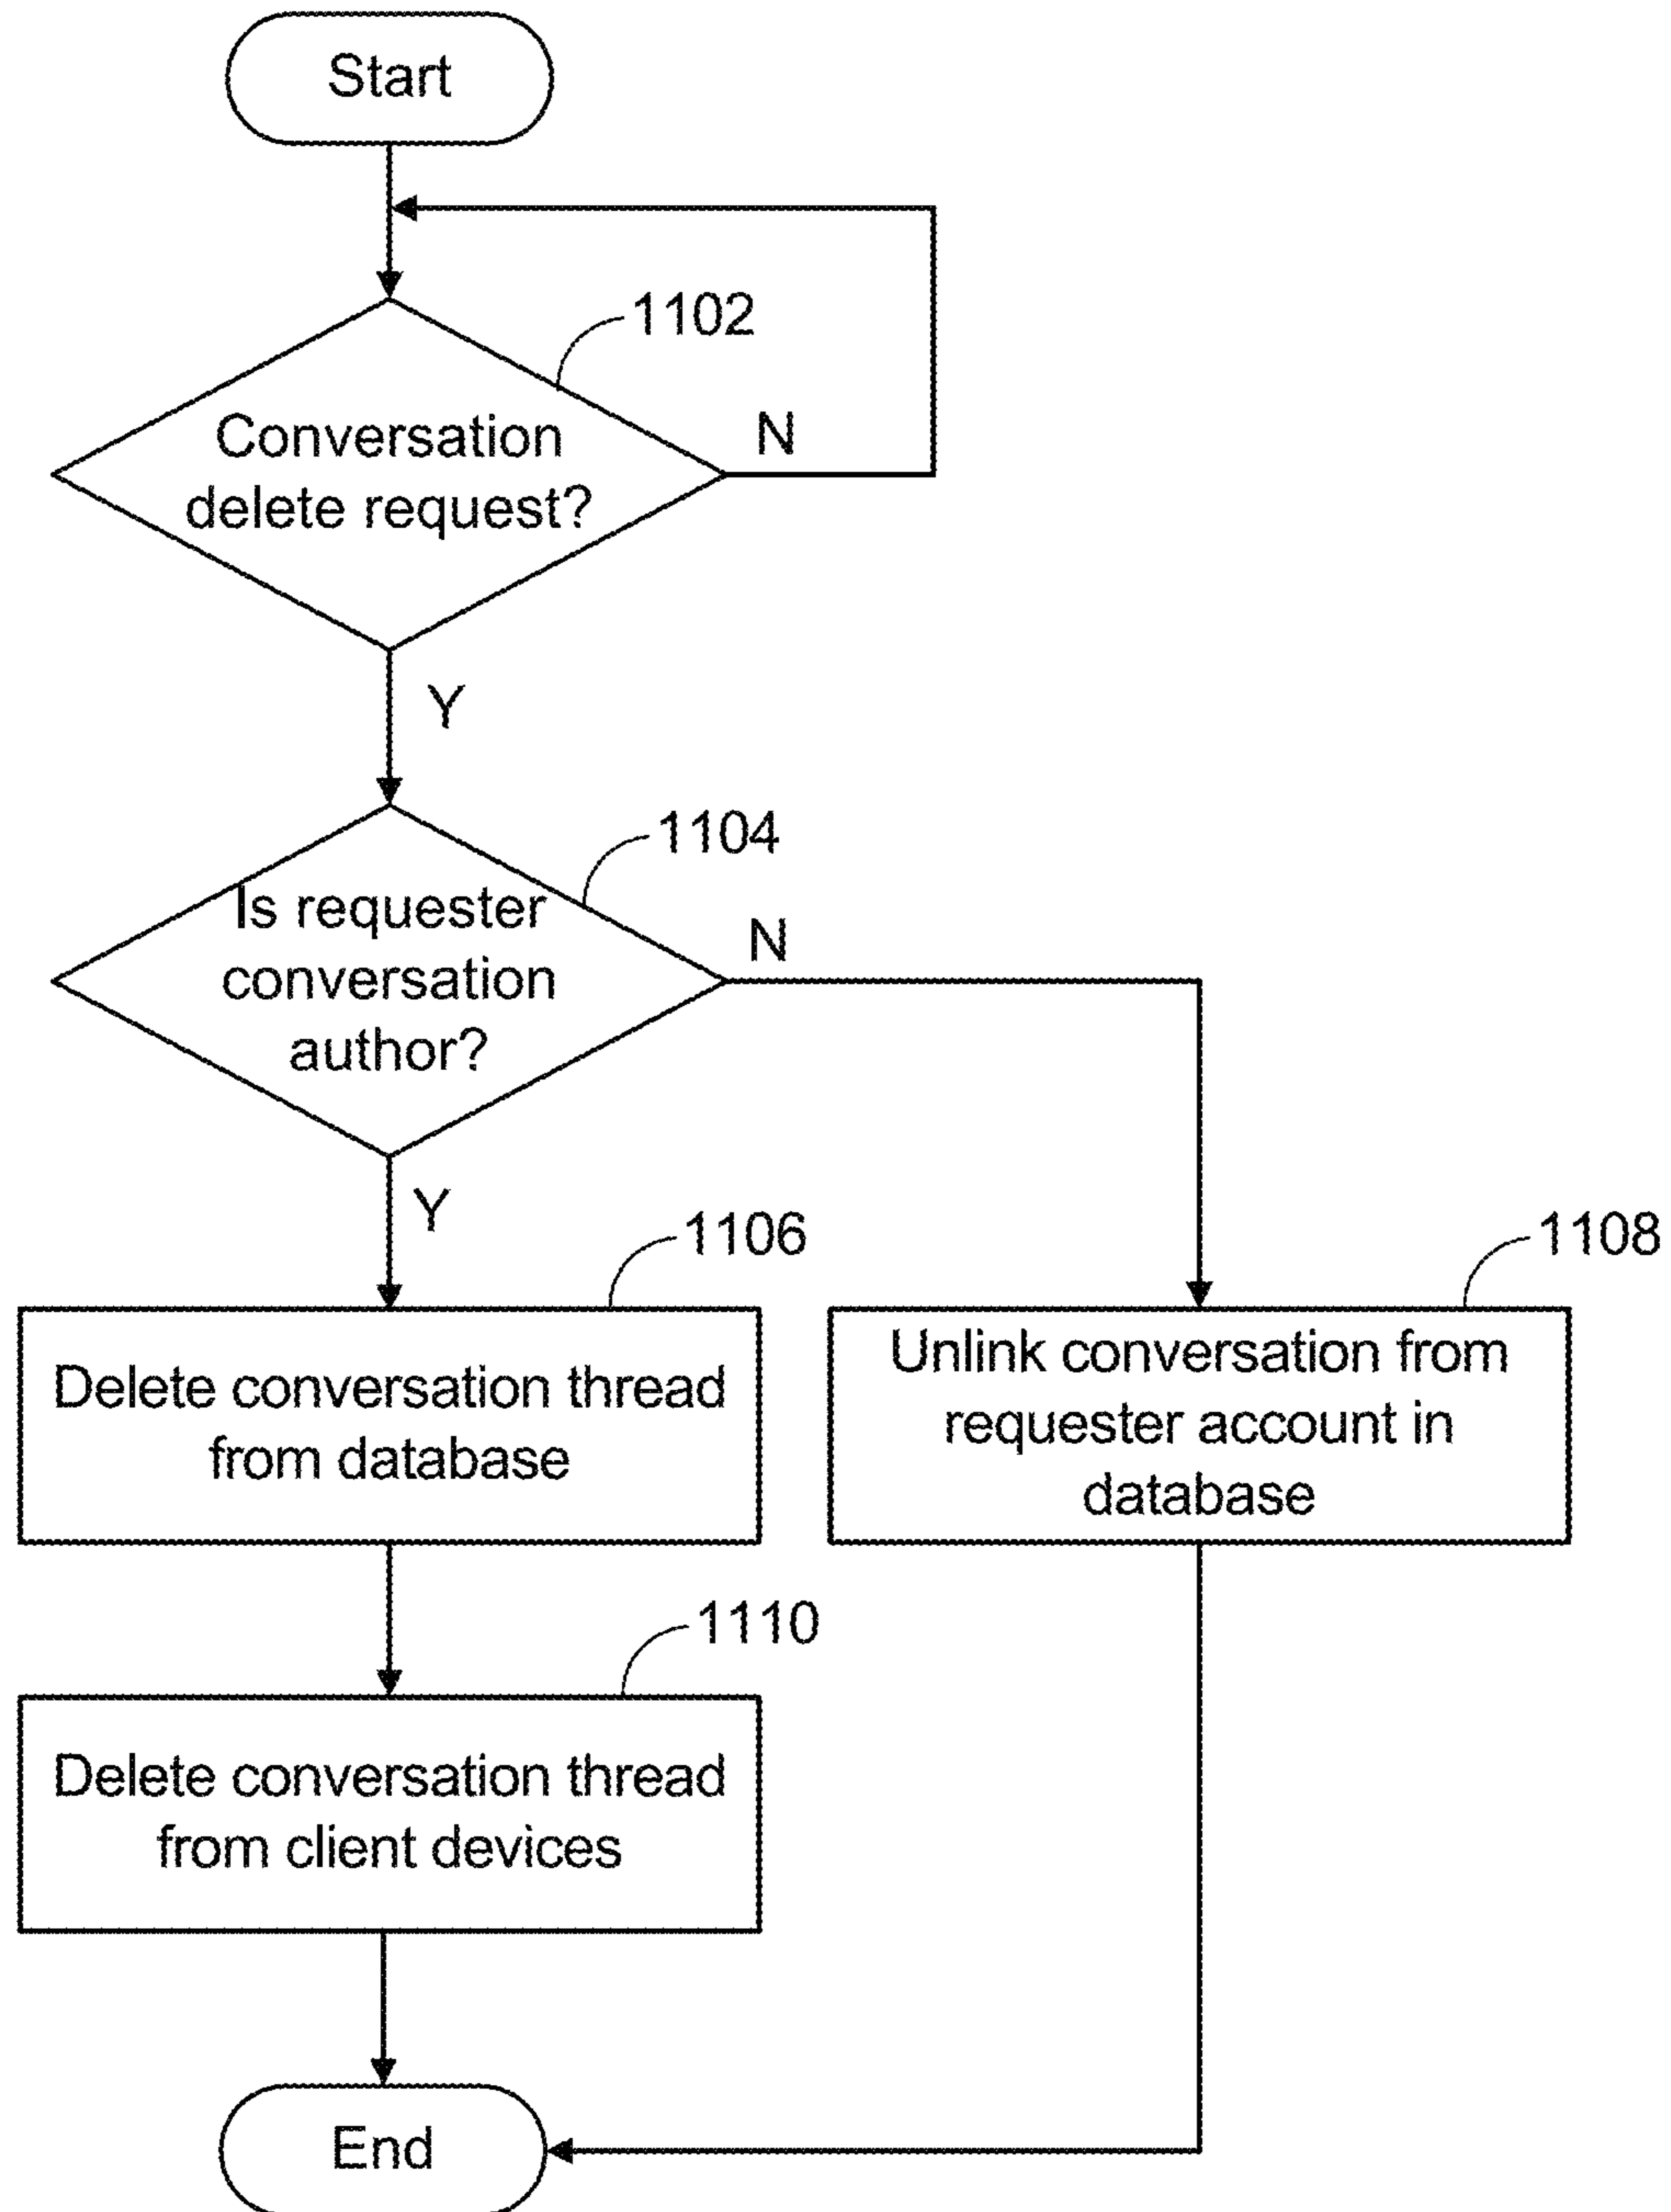 Start
1102
Conversation
delete request?
N
Y
1104
Is requester
conversation
author?
N
Y
1106
Delete conversation thread
from database
1108
Unlink conversation from
requester account in
database
1110
Delete conversation thread
from client devices
End